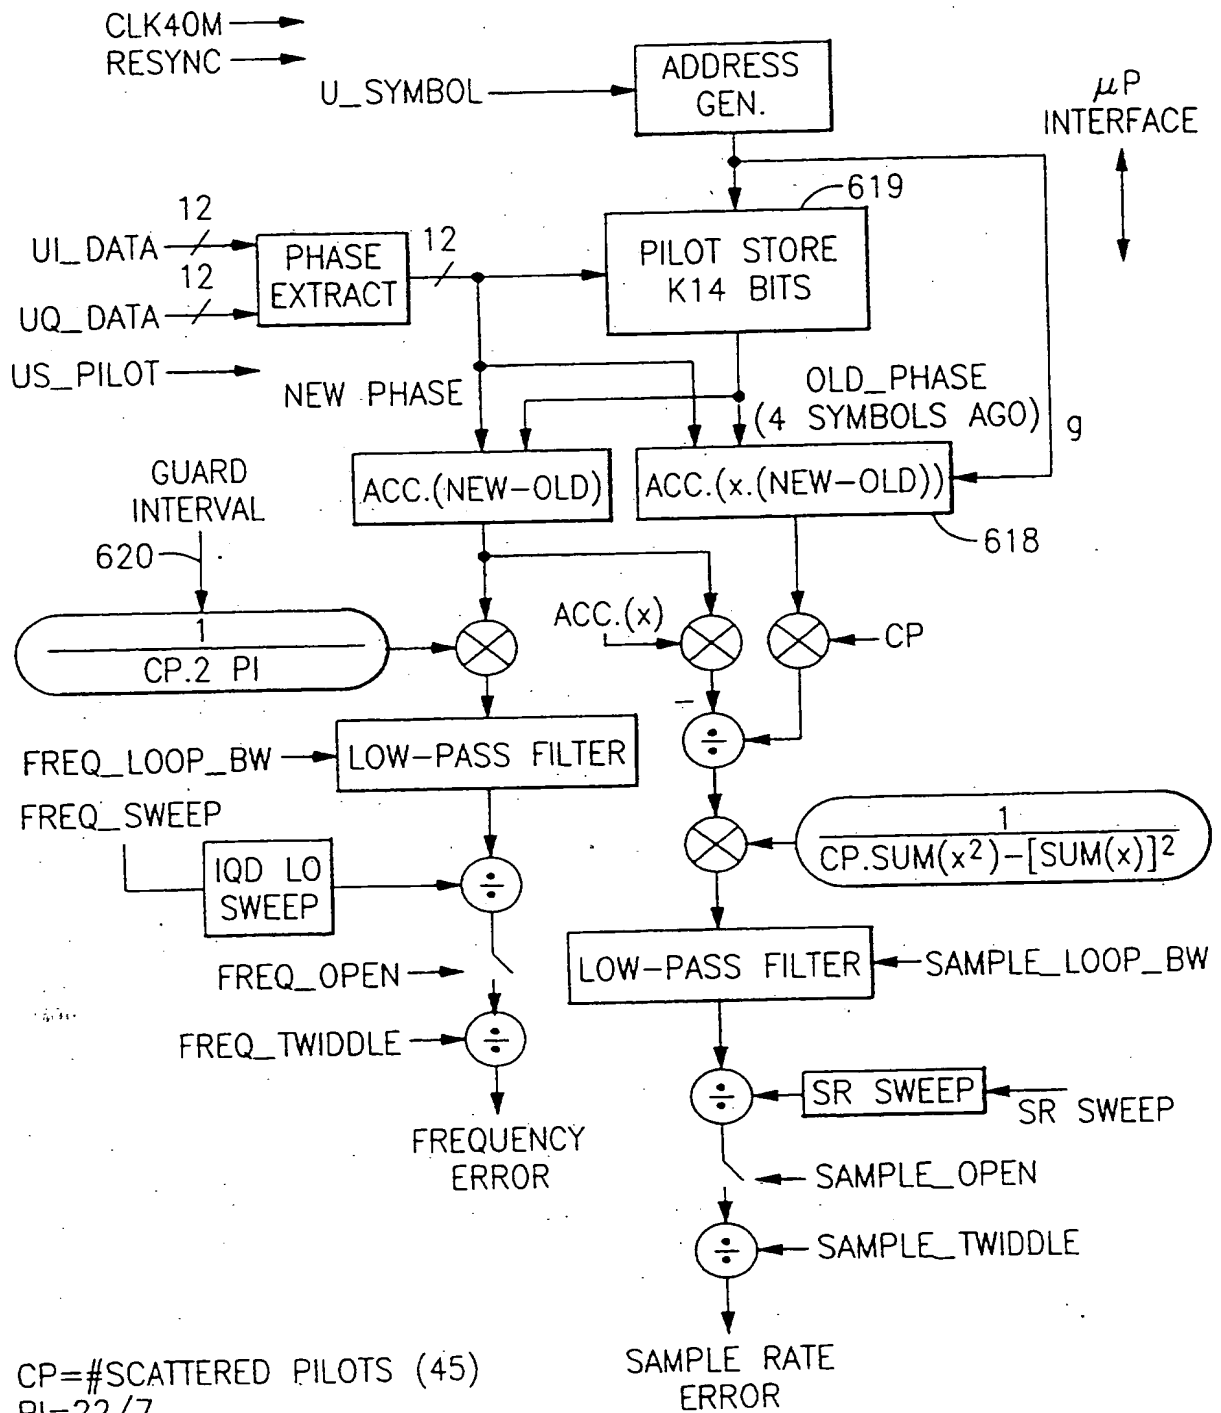 CLK40M
RESYNC
U_SYMBOL
ADDRESS
GEN.
µP
INTERFACE
619
12
UI_DATA
12
UQ_DATA
PHASE
EXTRACT
12
PILOT STORE
K14 BITS
US_PILOT
NEW PHASE
OLD_PHASE
(4 SYMBOLS AGO)
g
GUARD
INTERVAL
620
ACC.(NEW-OLD)
ACC.(x.(NEW-OLD))
618
1
CP.2 PI
ACC.(x)
CP
−
÷
FREQ_LOOP_BW
LOW-PASS FILTER
FREQ_SWEEP
IQD LO
SWEEP
÷
1
CP.SUM(x²)-[SUM(x)]²
FREQ_OPEN
LOW-PASS FILTER
SAMPLE_LOOP_BW
FREQ_TWIDDLE
÷
÷
SR SWEEP
SR SWEEP
FREQUENCY
ERROR
SAMPLE_OPEN
÷
SAMPLE_TWIDDLE
SAMPLE RATE
ERROR
CP=#SCATTERED PILOTS (45)
PI=22/7